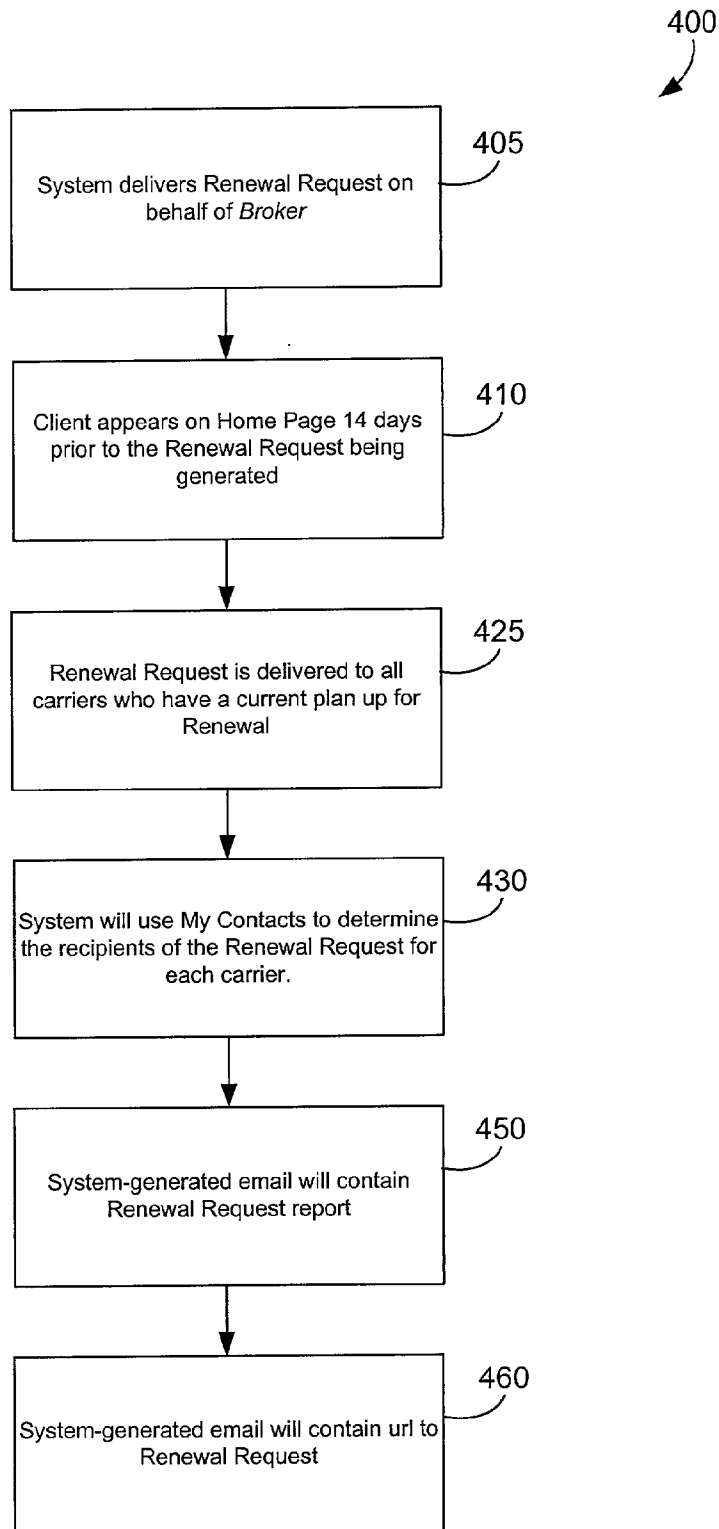 400
405
System delivers Renewal Request on
behalf of Broker
410
Client appears on Home Page 14 days
prior to the Renewal Request being
generated
425
Renewal Request is delivered to all
carriers who have a current plan up for
Renewal
430
System will use My Contacts to determine
the recipients of the Renewal Request for
each carrier.
450
System-generated email will contain
Renewal Request report
460
System-generated email will contain url to
Renewal Request